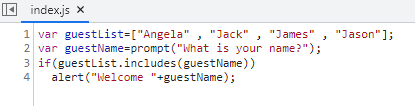 index.js ×
1 var guestList=["Angela" , "Jack" , "James" , "Jason"];
2 var guestName=prompt("What is your name?");
3 if(guestList.includes(guestName))
4   alert("Welcome "+guestName);